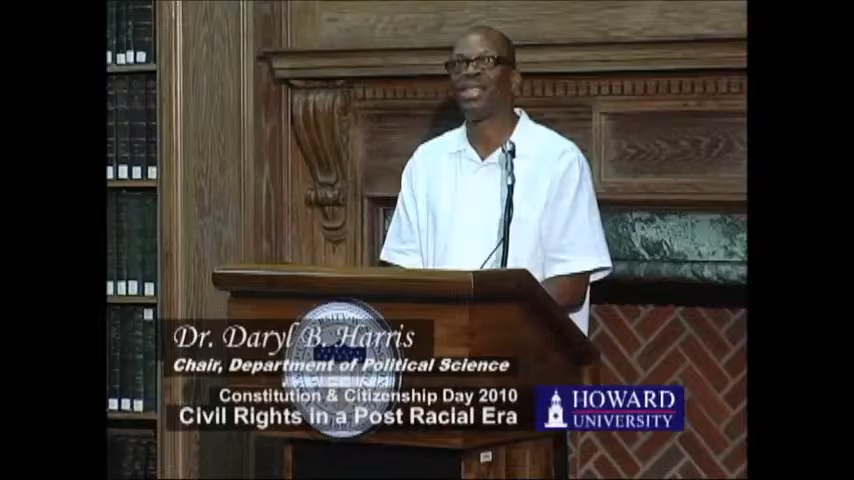 Dr. Daryl B. Harris
Chair, Department of Political Science
Constitution & Citizenship Day 2010
Civil Rights in a Post Racial Era
HOWARD
UNIVERSITY